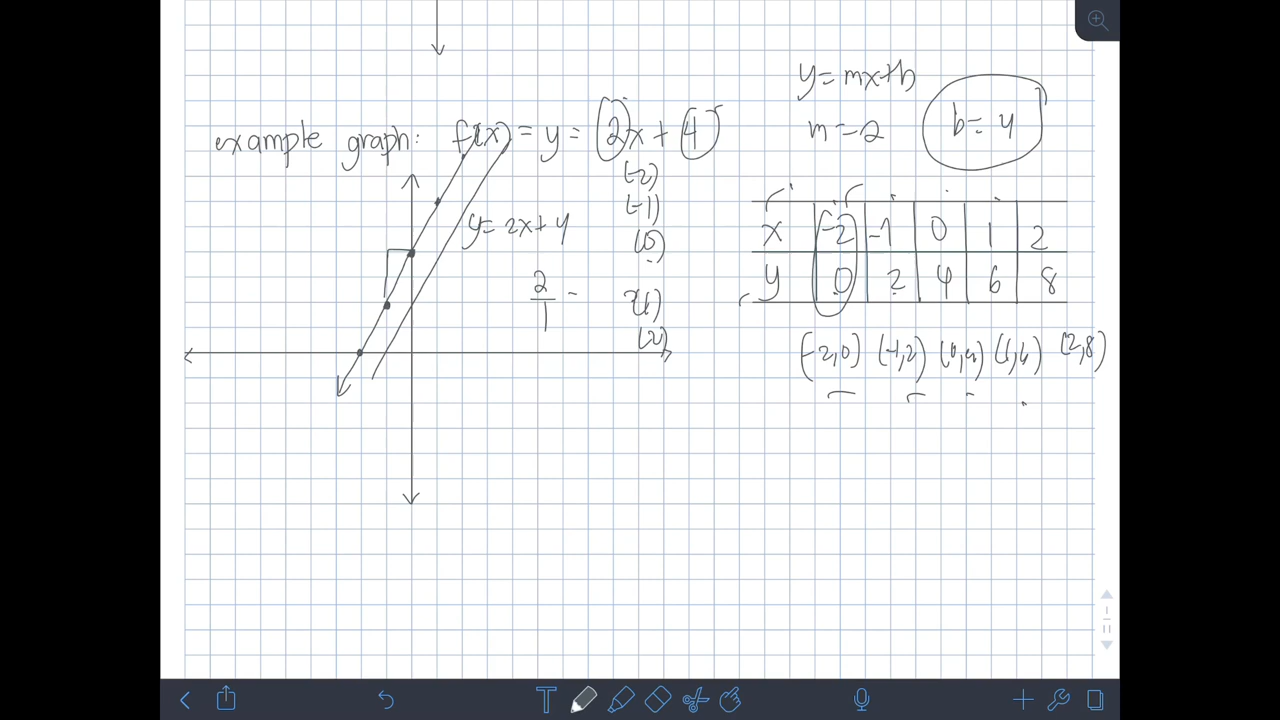 y = mx + b
example graph: f(x) = y = 2x + 4
m = -2
b = 4
(-2)
(-1)
(0)
y = 2x + 4
x -2 -1 0 1 2
y 0 2 4 6 8
2
1
(1)
(2)
(-2,0) (-1,2) (0,4) (1,6) (2,8)
T